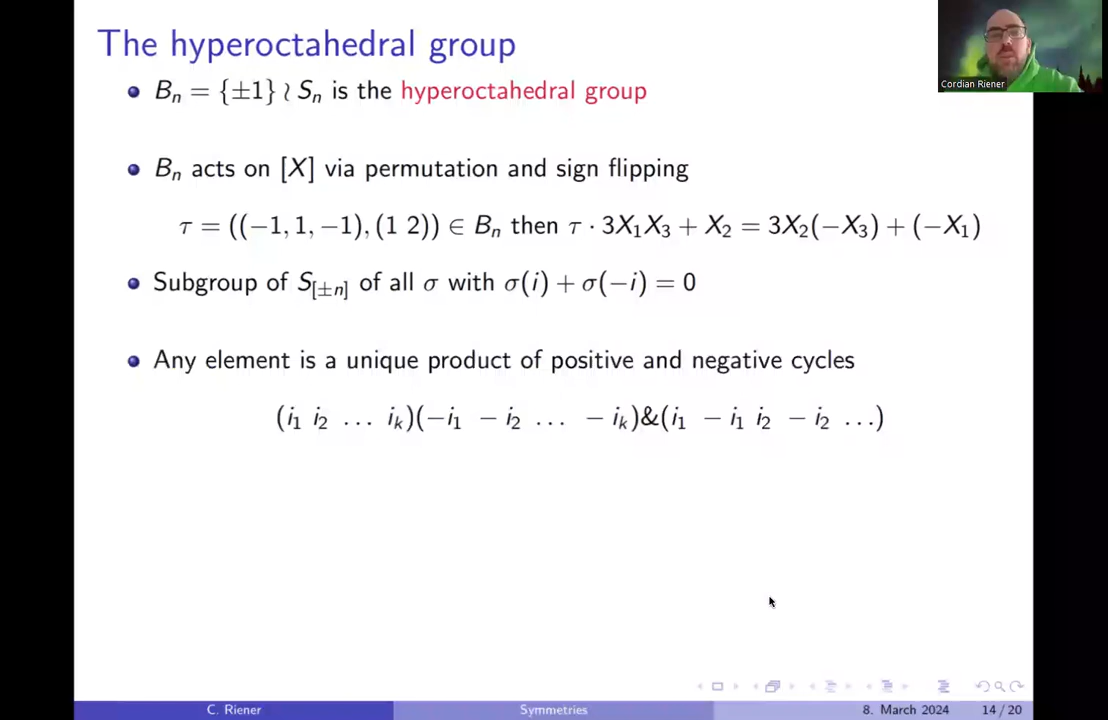 The hyperoctahedral group
Cordian Riener
Bₙ = {±1} ≀ Sₙ is the hyperoctahedral group
Bₙ acts on [X] via permutation and sign flipping
τ = ((−1, 1, −1), (1 2)) ∈ Bₙ then τ · 3X₁X₃ + X₂ = 3X₂(−X₃) + (−X₁)
Subgroup of S_[±n] of all σ with σ(i) + σ(−i) = 0
Any element is a unique product of positive and negative cycles
(i₁ i₂ … iₖ)(−i₁ − i₂ … − iₖ)&(i₁ − i₁ i₂ − i₂ …)
C. Riener Symmetries 8. March 2024 14 / 20